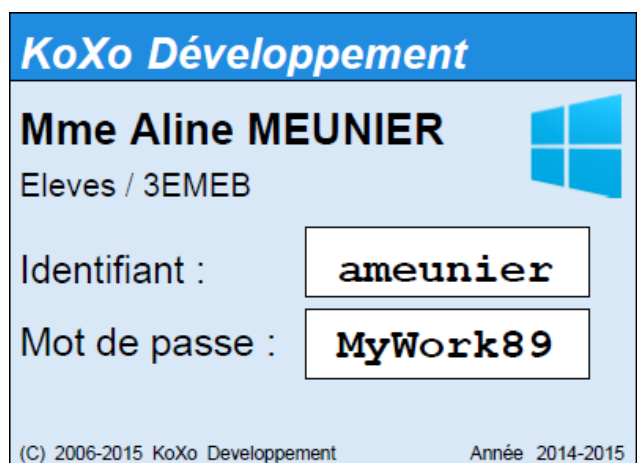 KoXo Développement
Mme Aline MEUNIER
Eleves / 3EMEB
Identifiant : ameunier
Mot de passe : MyWork89
(C) 2006-2015 KoXo Developpement Année 2014-2015